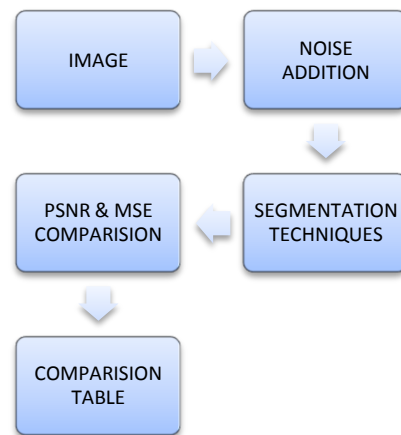 IMAGE
NOISE
ADDITION
SEGMENTATION
TECHNIQUES
PSNR & MSE
COMPARISION
COMPARISION
TABLE